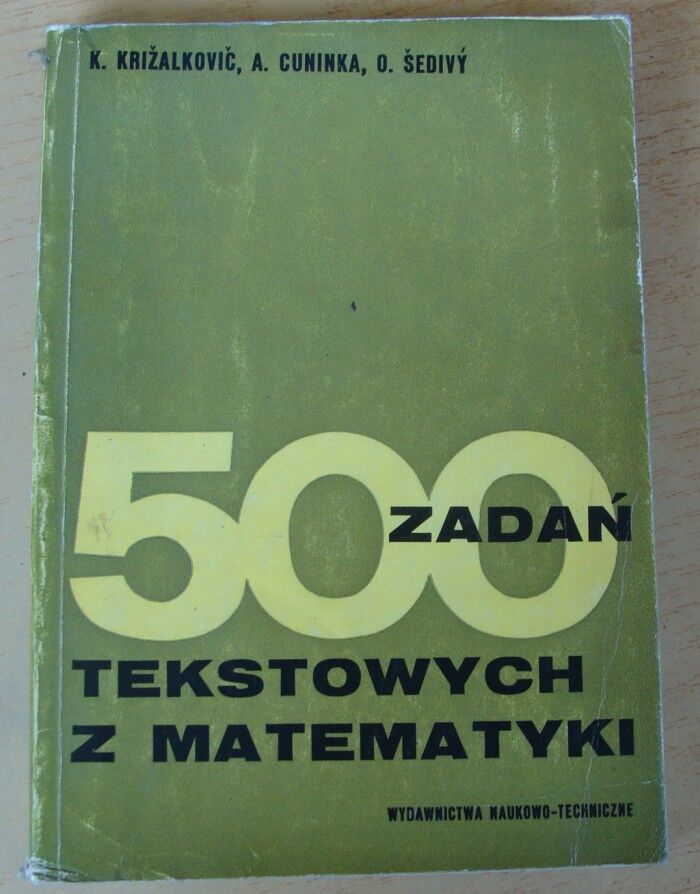 K. KRIŽALKOVIČ, A. CUNINKA, O. ŠEDIVÝ
500
ZADAŃ
TEKSTOWYCH
Z MATEMATYKI
WYDAWNICTWA NAUKOWO-TECHNICZNE